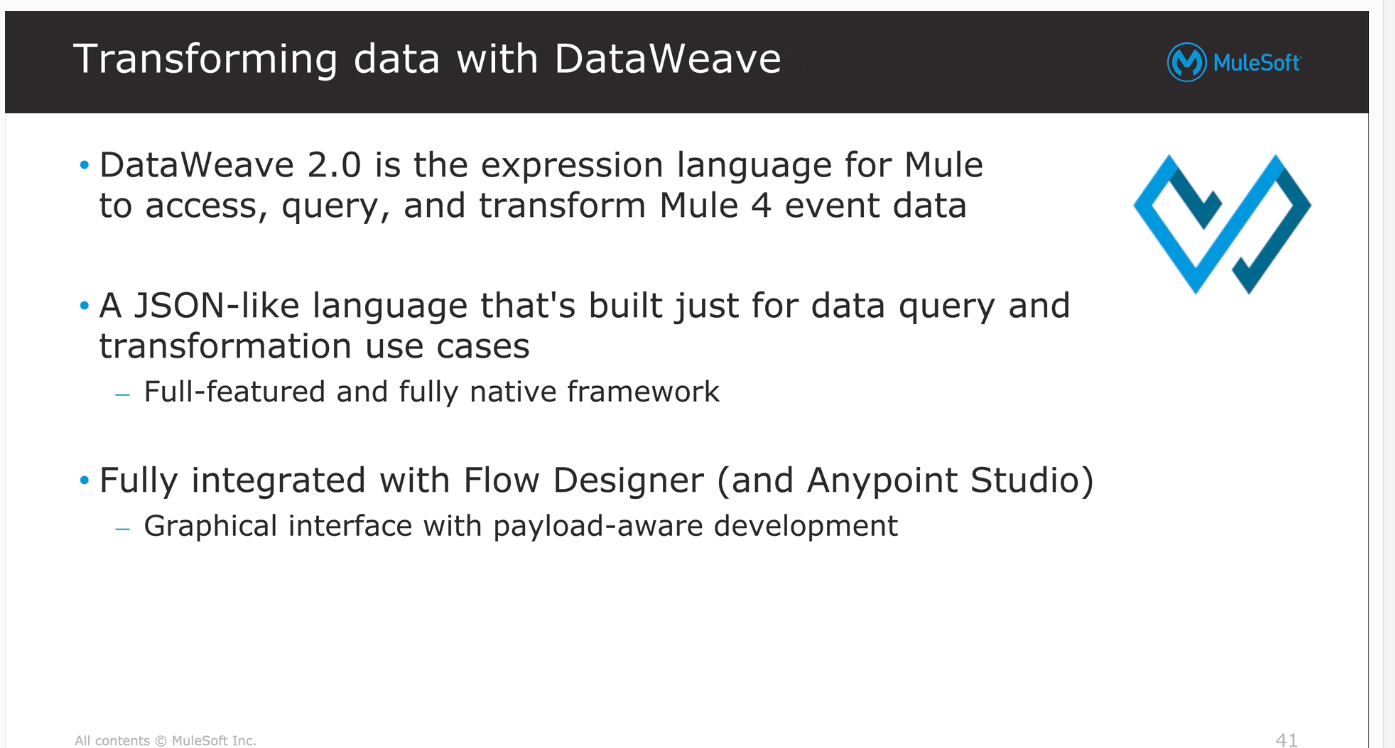 Transforming data with DataWeave
MuleSoft
• DataWeave 2.0 is the expression language for Mule
to access, query, and transform Mule 4 event data
• A JSON-like language that's built just for data query and
transformation use cases
– Full-featured and fully native framework
• Fully integrated with Flow Designer (and Anypoint Studio)
– Graphical interface with payload-aware development
All contents © MuleSoft Inc.
41